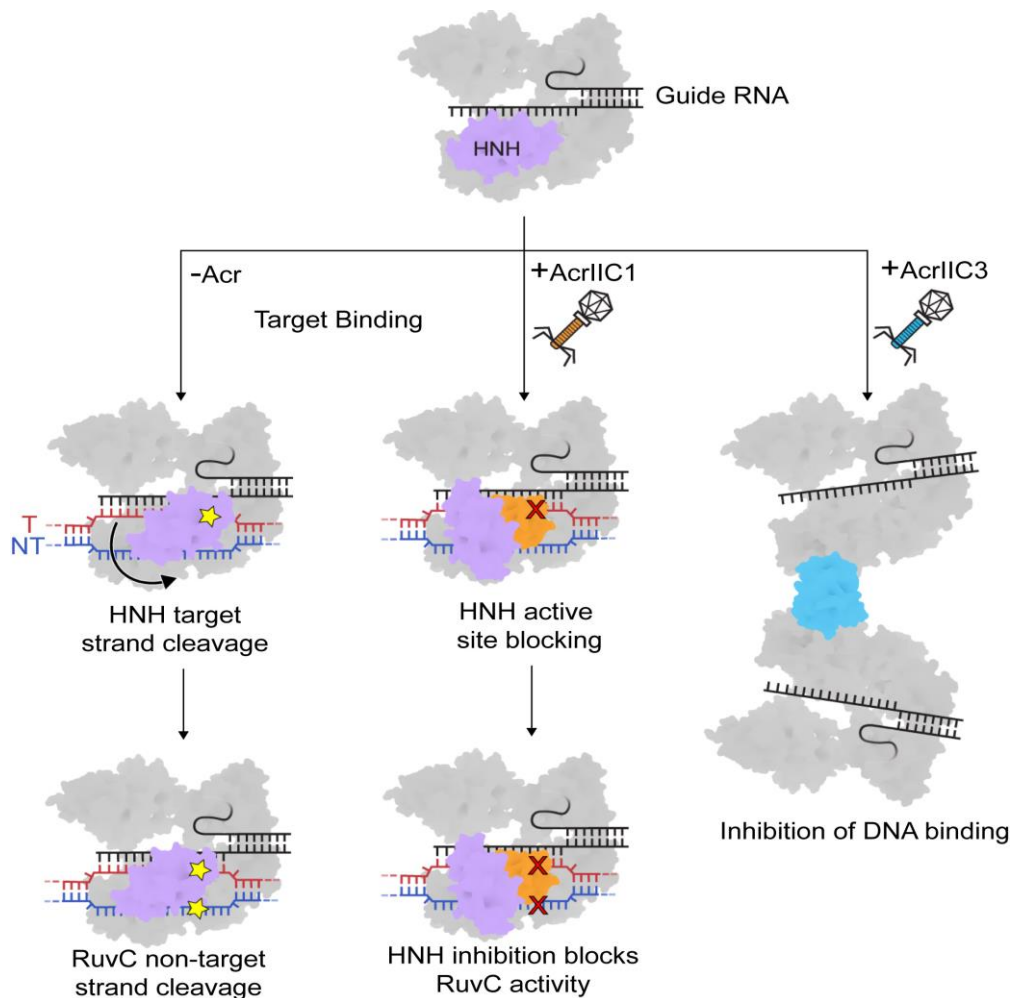 Guide RNA
HNH
-Acr
+AcrIIC1
+AcrIIC3
Target Binding
T
NT
HNH target
strand cleavage
HNH active
site blocking
Inhibition of DNA binding
RuvC non-target
strand cleavage
HNH inhibition blocks
RuvC activity